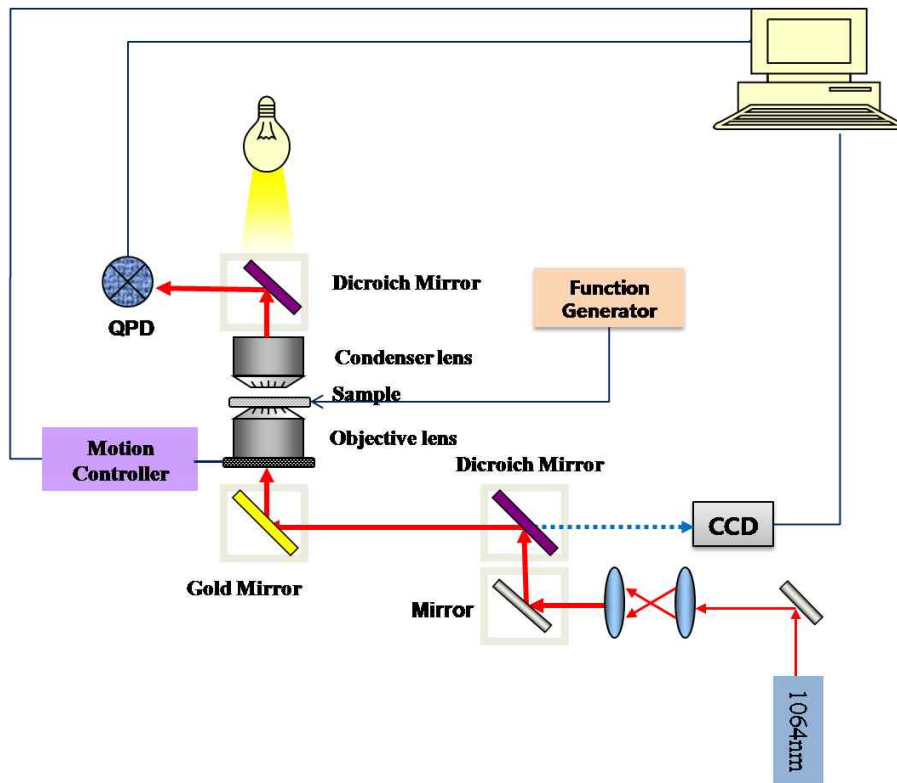 Dicroich Mirror
Function
Generator
QPD
Condenser lens
Sample
Objective lens
Motion
Controller
Dicroich Mirror
CCD
Gold Mirror
Mirror
1064nm